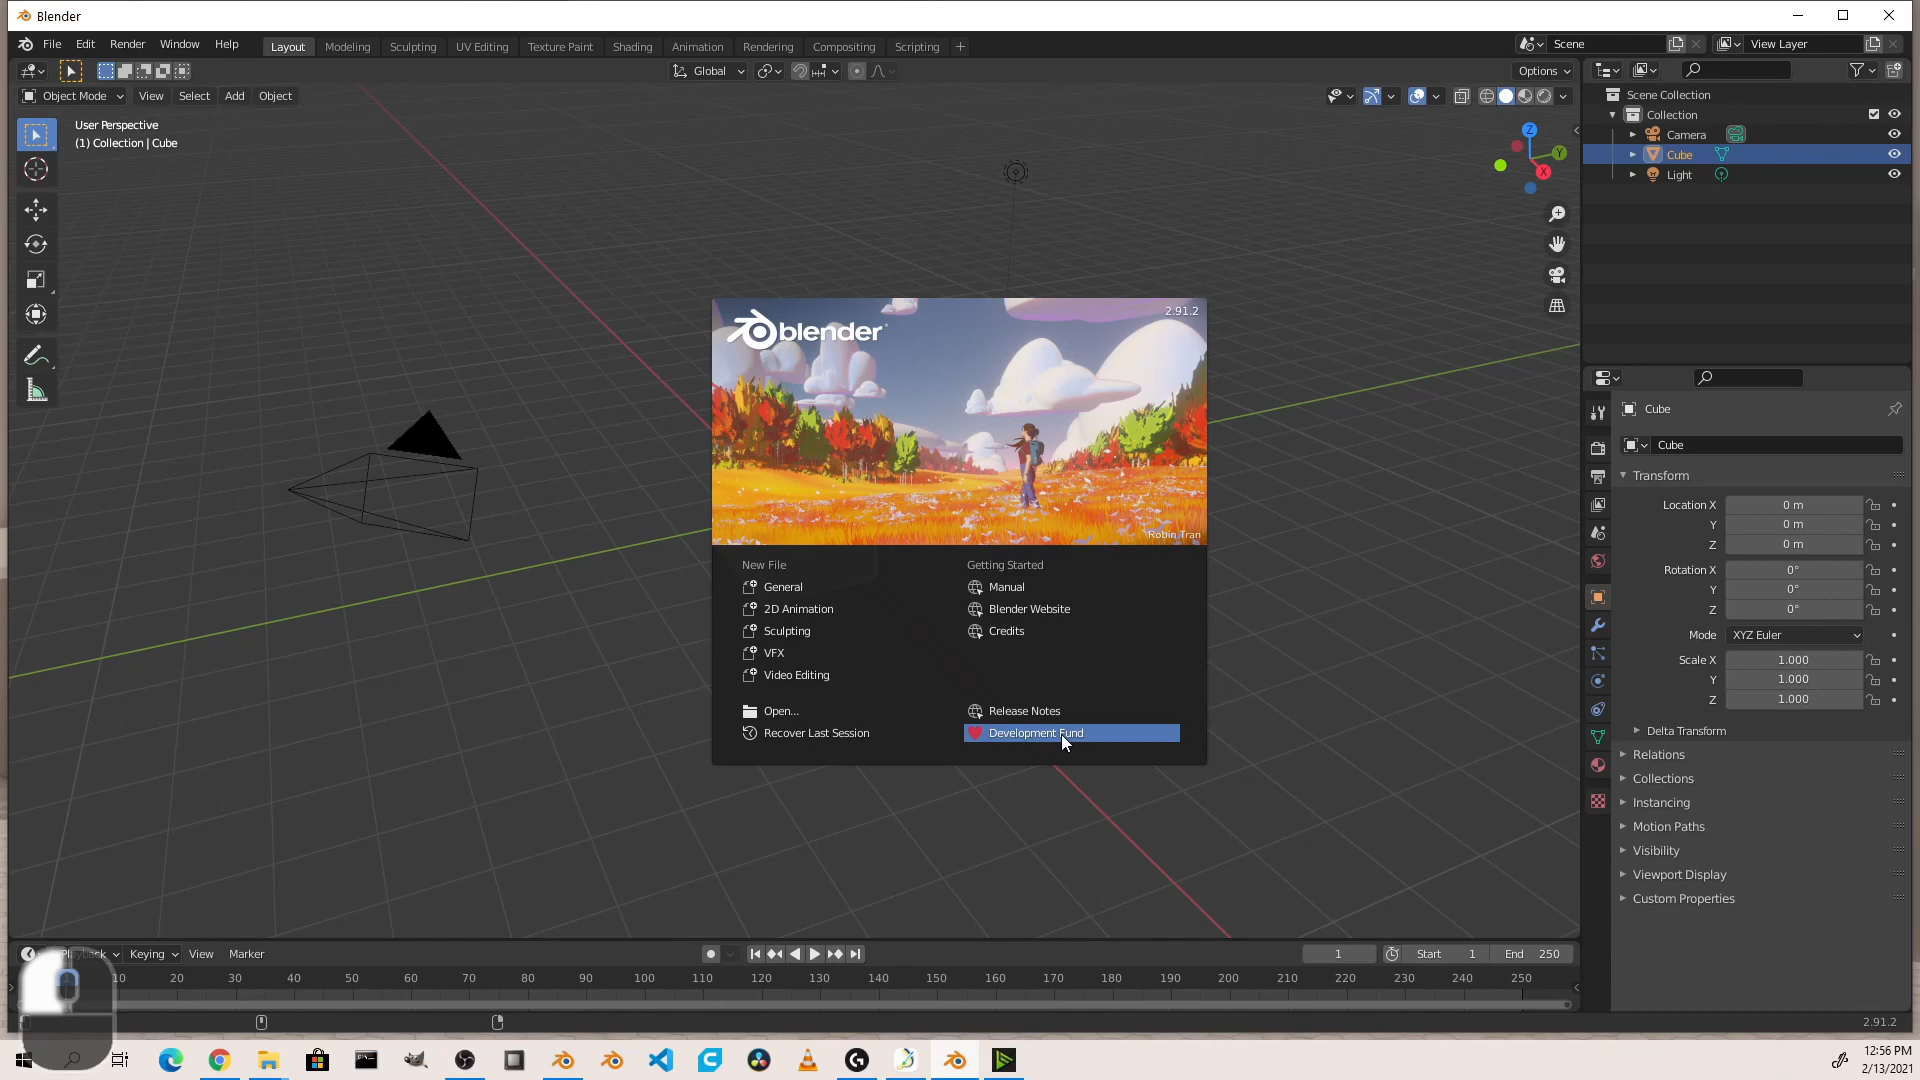 Blender
File Edit Render Window Help
Layout Modeling Sculpting UV Editing Texture Paint Shading Animation Rendering Compositing Scripting +
Scene
View Layer
Global
Options
Object Mode View Select Add Object
User Perspective
(1) Collection | Cube
Z
Y
X
Scene Collection
Collection
Camera
Cube
Light
blender
2.91.2
Robin Tran
New File
General
2D Animation
Sculpting
VFX
Video Editing
Open...
Recover Last Session
Getting Started
Manual
Blender Website
Credits
Release Notes
Development Fund
Cube
Cube
Transform
Location X 0 m
Y 0 m
Z 0 m
Rotation X 0°
Y 0°
Z 0°
Mode XYZ Euler
Scale X 1.000
Y 1.000
Z 1.000
Delta Transform
Relations
Collections
Instancing
Motion Paths
Visibility
Viewport Display
Custom Properties
Playback Keying View Marker
1 Start 1 End 250
10 20 30 40 50 60 70 80 90 100 110 120 130 140 150 160 170 180 190 200 210 220 230 240 250
2.91.2
12:56 PM
2/13/2021